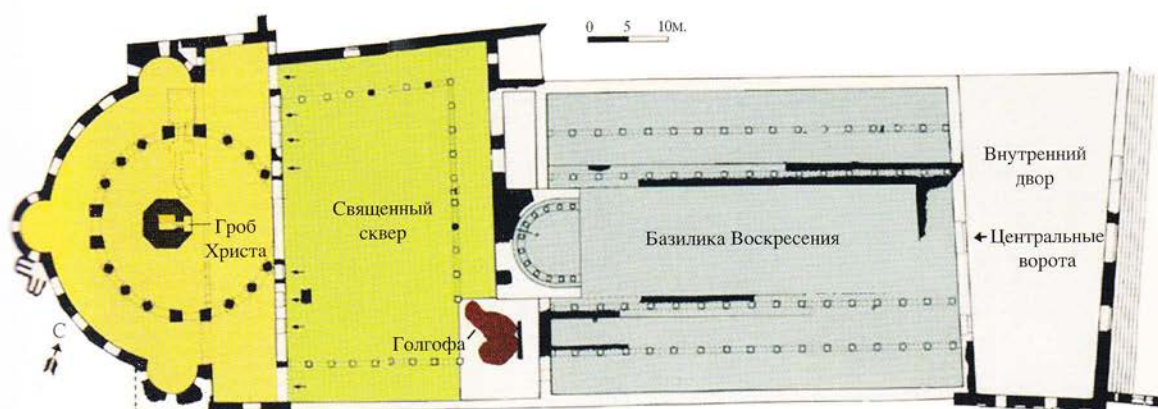 0 5 10м.
Гроб
Христа
Священный
сквер
Голгофа
Базилика Воскресения
Внутренний
двор
Центральные
ворота
С